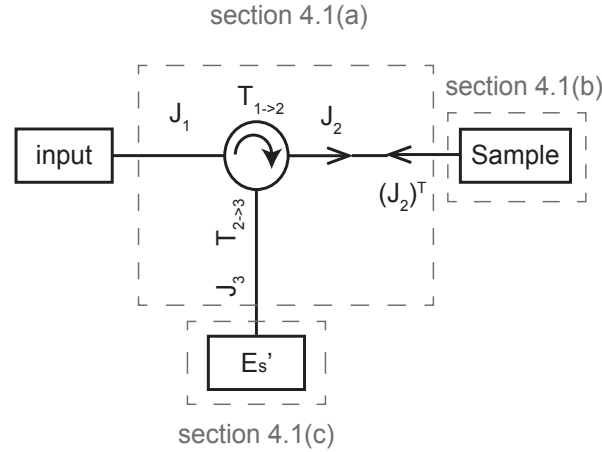 section 4.1(a)
section 4.1(b)
J₁
T₁->₂
J₂
input
Sample
(J₂)ᵀ
T₂->₃
J₃
Eₛ'
section 4.1(c)